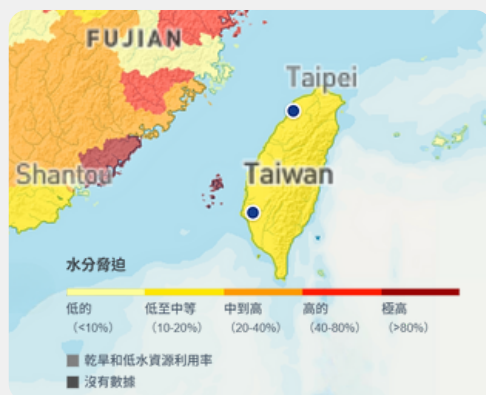 FUJIAN
Taipei
Shantou
Taiwan
水分脅迫
低的
低至中等
中到高
高的
極高
（<10%）
（10-20%）
（20-40%）
（40-80%）
（>80%）
乾旱和低水資源利用率
沒有數據